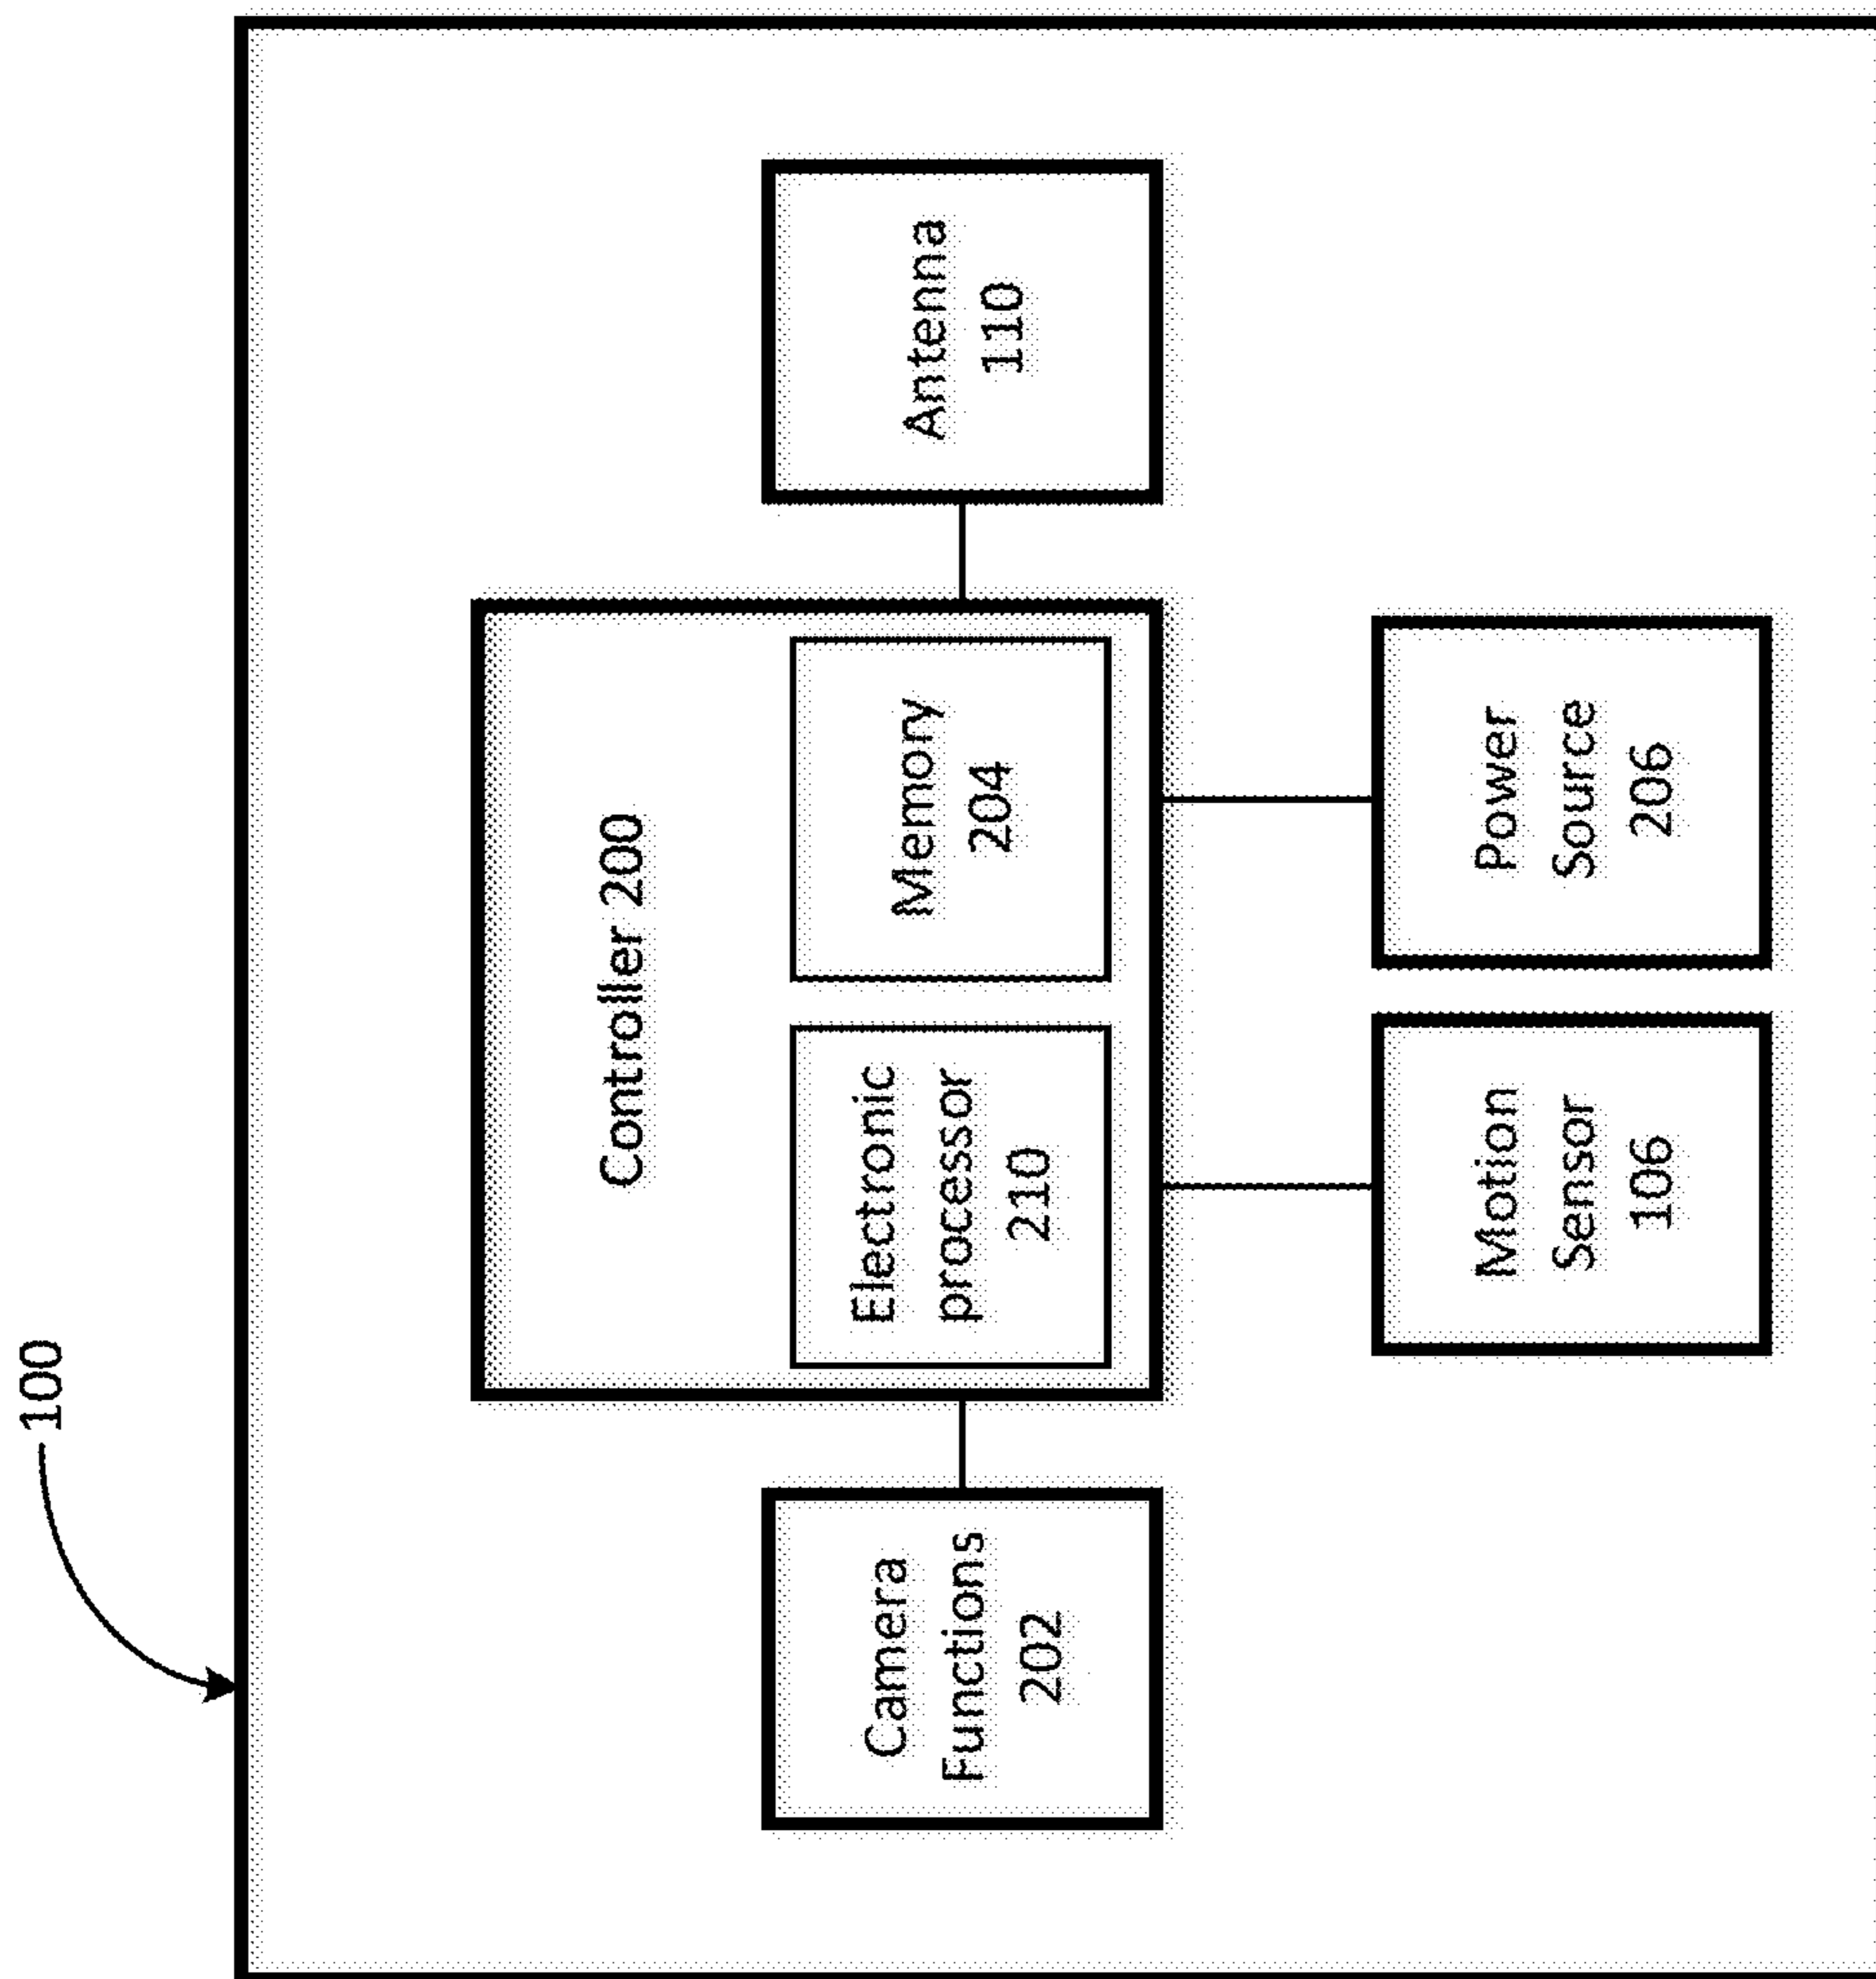 100
Controller 200
Camera
Functions
202
Electronic
processor
210
Memory
204
Antenna
110
Motion
Sensor
106
Power
Source
206